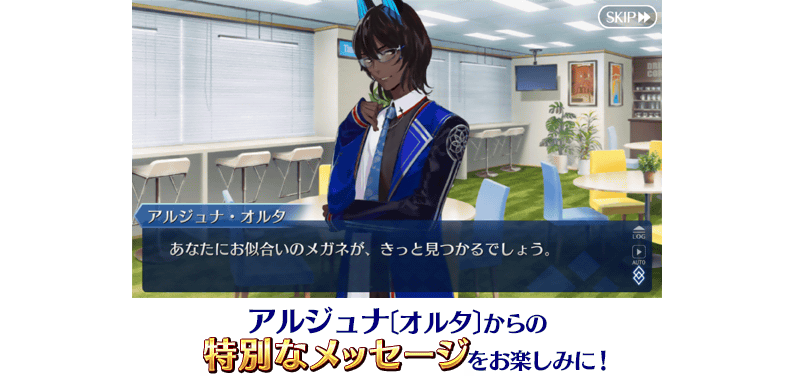 SKIP
アルジュナ・オルタ
あなたにお似合いのメガネが、きっと見つかるでしょう。
LOG
AUTO
アルジュナ〔オルタ〕からの
特別なメッセージをお楽しみに！